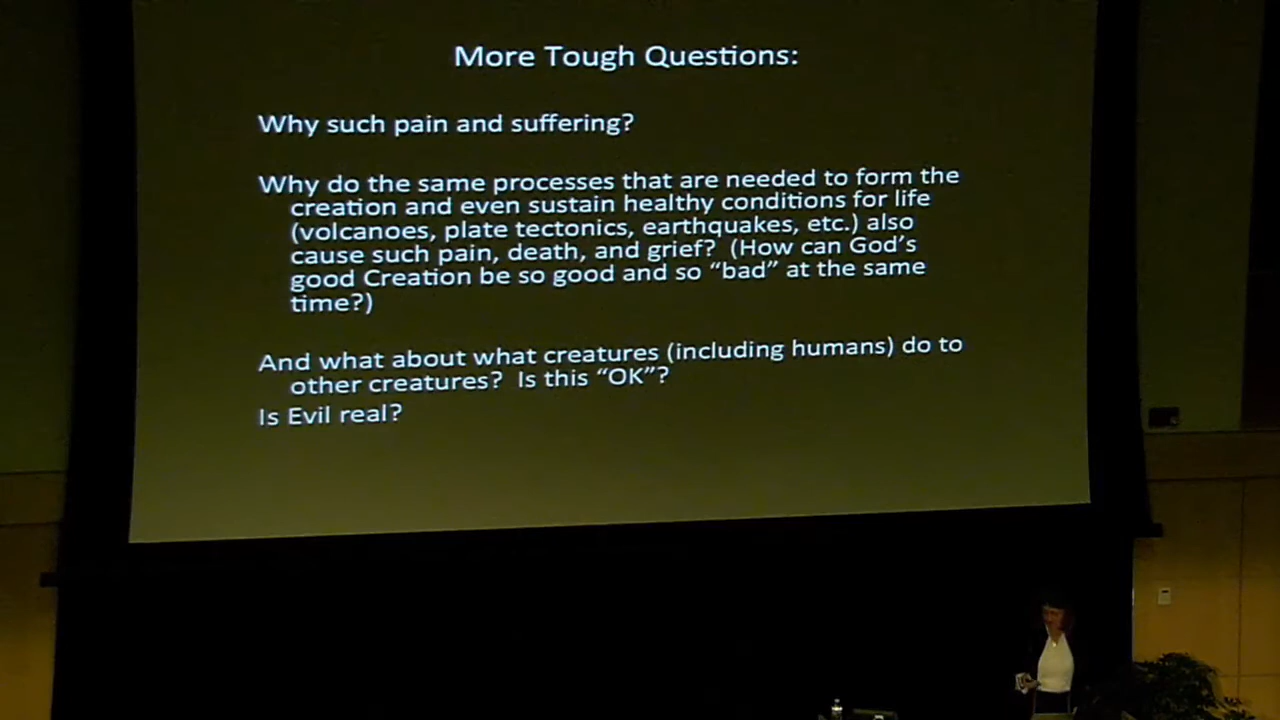 More Tough Questions:
Why such pain and suffering?
Why do the same processes that are needed to form the
creation and even sustain healthy conditions for life
(volcanoes, plate tectonics, earthquakes, etc.) also
cause such pain, death, and grief?  (How can God’s
good Creation be so good and so “bad” at the same
time?)
And what about what creatures (including humans) do to
other creatures?  Is this “OK”?
Is Evil real?